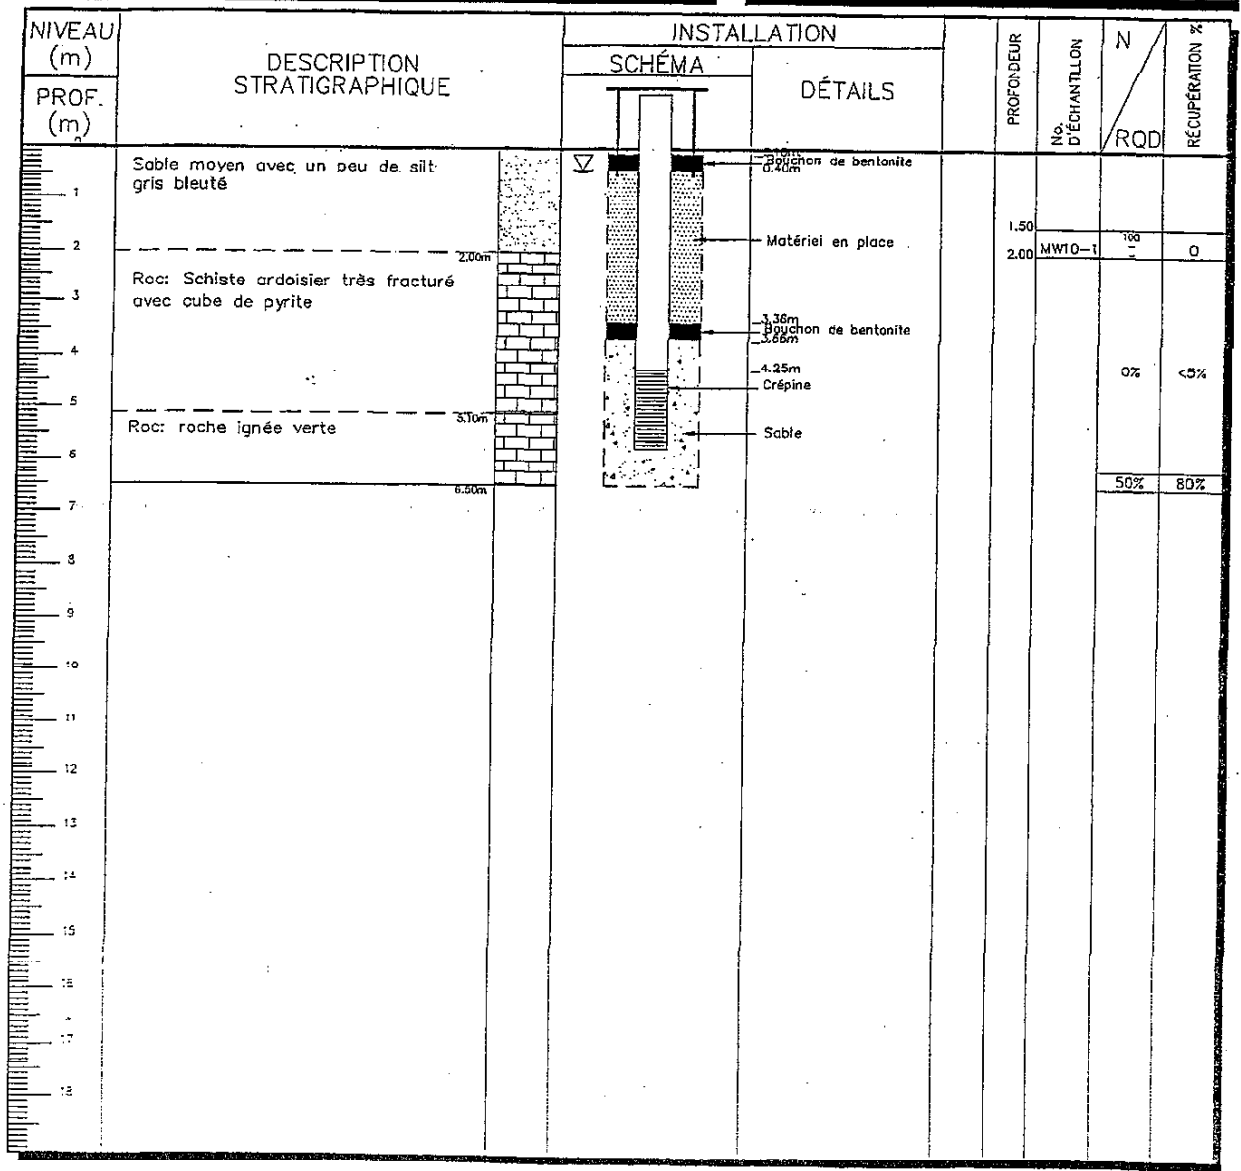 NIVEAU
(m)
PROF.
(m)
DESCRIPTION
STRATIGRAPHIQUE
INSTALLATION
SCHÉMA
DÉTAILS
PROFONDEUR
No.
D'ÉCHANTILLON
N
RQD
RÉCUPÉRATION %
Sable moyen avec un peu de silt
gris bleuté
2.00m
Roc: Schiste ardoisier très fracturé
avec cube de pyrite
5.10m
Roc: roche ignée verte
6.50m
Bouchon de bentonite
0.40m
Matériel en place
3.36m
Bouchon de bentonite
3.66m
4.25m
Crépine
Sable
1.50
2.00
MW10-1
100
0
0%
<5%
50%
80%
1
2
3
4
5
6
7
8
9
10
11
12
13
14
15
17